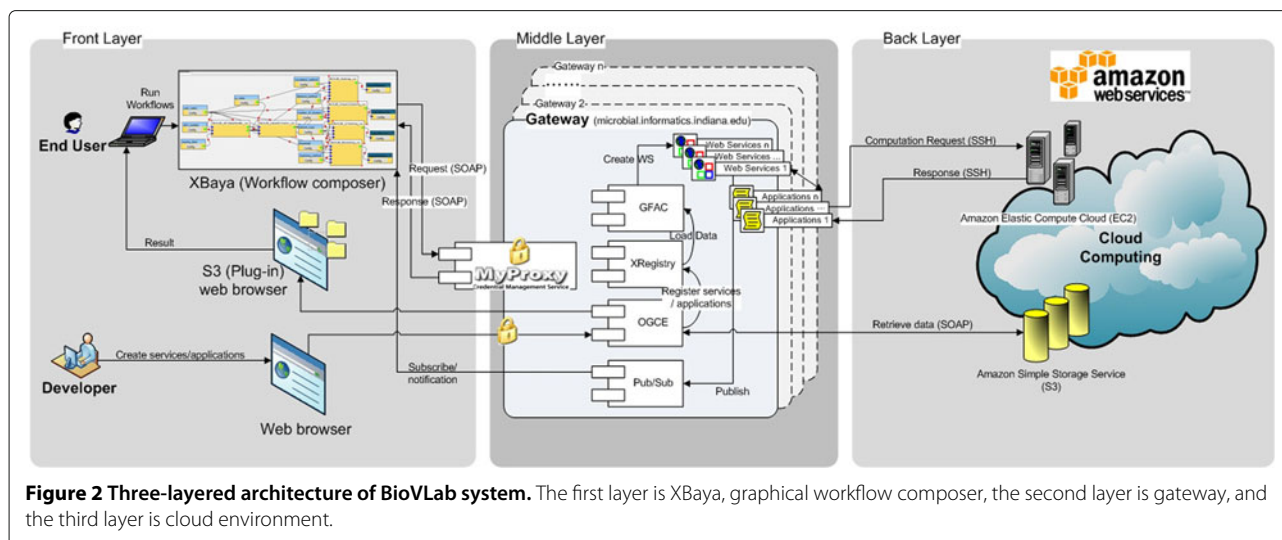 Front Layer
Middle Layer
Back Layer
Run
Workflows
End User
XBaya (Workflow composer)
Request (SOAP)
Response (SOAP)
Result
S3 (Plug-in)
web browser
Developer
Create services/applications
Web browser
Subscribe/
notification
MyProxy
Credential Management Service
Gateway n
Gateway 2
Gateway (microbial.informatics.indiana.edu)
Create WS
Web Services n
Web Services ...
Web Services 1
Applications n
Applications ...
Applications 1
GFAC
Load Data
XRegistry
Register services
/ applications
OGCE
Pub/Sub
Publish
amazon
webservices™
Computation Request (SSH)
Response (SSH)
Amazon Elastic Compute Cloud (EC2)
Cloud
Computing
Retrieve data (SOAP)
Amazon Simple Storage Service
(S3)
Figure 2 Three-layered architecture of BioVLab system. The first layer is XBaya, graphical workflow composer, the second layer is gateway, and
the third layer is cloud environment.